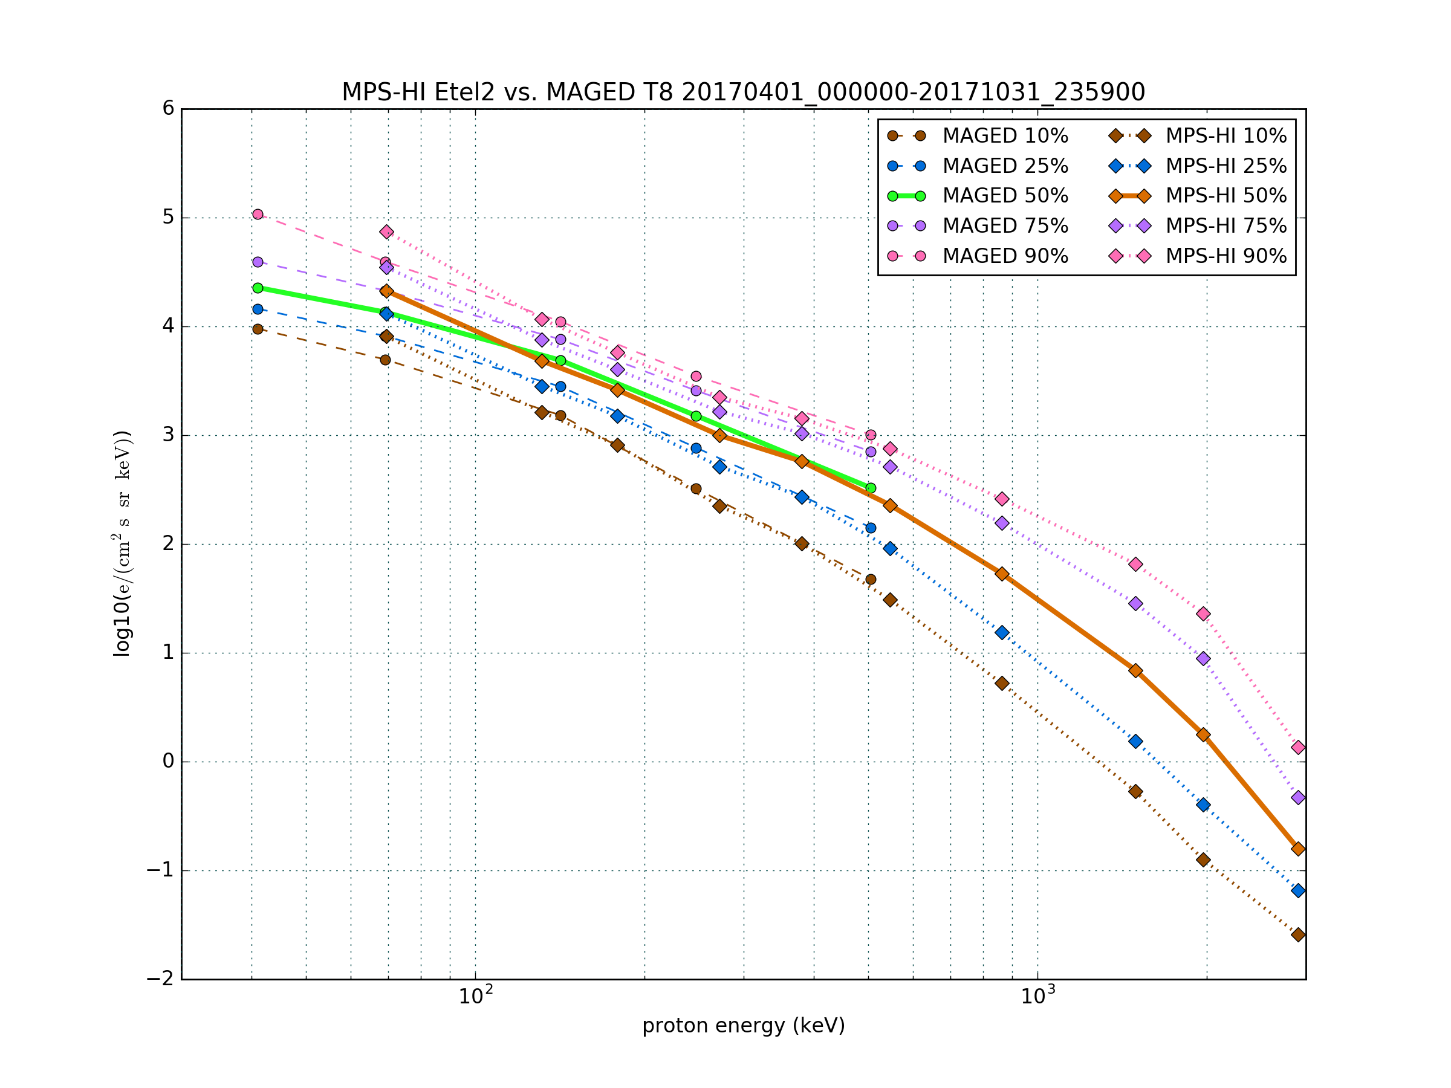 MPS-HI Etel2 vs. MAGED T8 20170401_000000-20171031_235900
MAGED 10%
MAGED 25%
MAGED 50%
MAGED 75%
MAGED 90%
MPS-HI 10%
MPS-HI 25%
MPS-HI 50%
MPS-HI 75%
MPS-HI 90%
6
5
4
3
2
1
0
−1
−2
log10(e/(cm² s sr keV))
10² 10³
proton energy (keV)